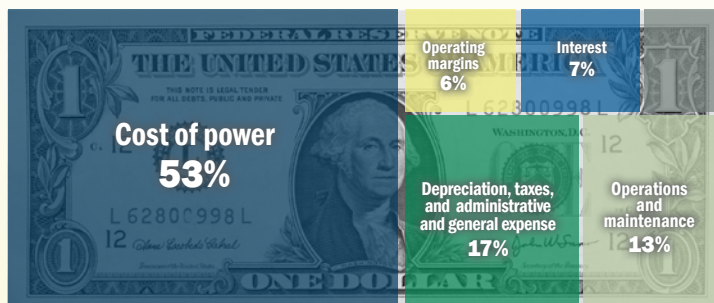 FEDERAL RESERVE NOTE
THE UNITED STATES OF AMERICA
1
1
THIS NOTE IS LEGAL TENDER
FOR ALL DEBTS, PUBLIC AND PRIVATE
Operating
margins
6%
Interest
7%
L 62800998 L
WASHINGTON, D.C.
12
12
Cost of power
53%
L 62800998 L
12
Depreciation, taxes,
and administrative
and general expense
17%
Operations
and
maintenance
13%
1
1
ONE DOLLAR